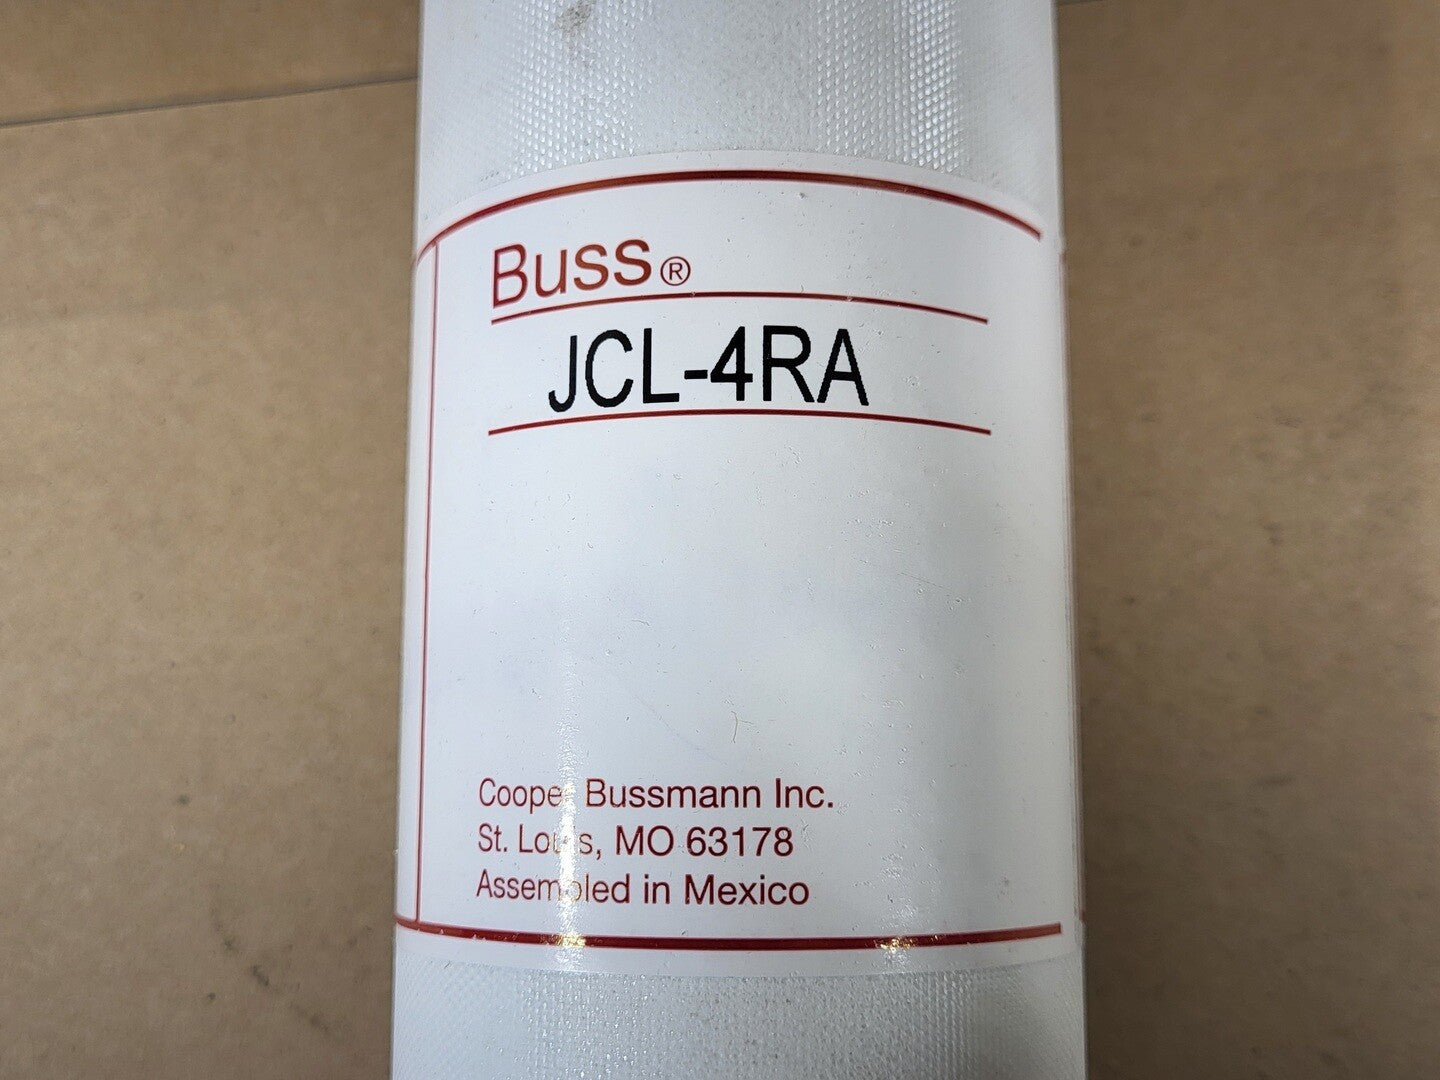 Buss®
JCL-4RA
Cooper Bussmann Inc.
St. Louis, MO 63178
Assembled in Mexico